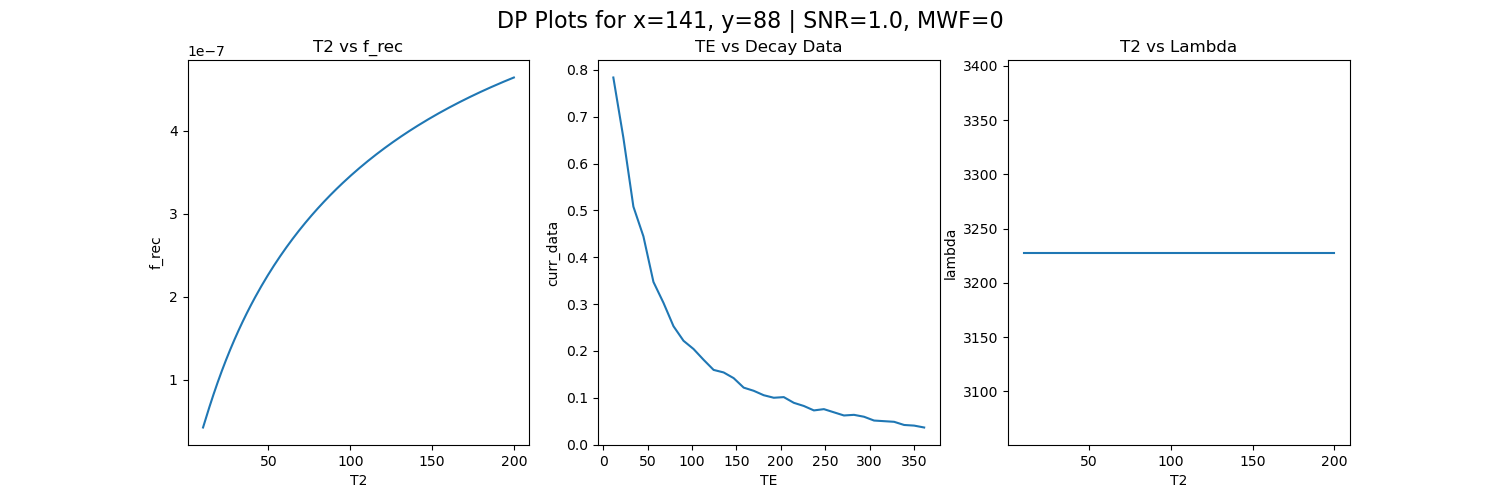 DP Plots for x=141, y=88 | SNR=1.0, MWF=0
T2 vs f_rec
1e−7
4
3
2
1
f_rec
50 100 150 200
T2
TE vs Decay Data
0.8
0.7
0.6
0.5
0.4
0.3
0.2
0.1
0.0
curr_data
0 50 100 150 200 250 300 350
TE
T2 vs Lambda
3400
3350
3300
3250
3200
3150
3100
lambda
50 100 150 200
T2